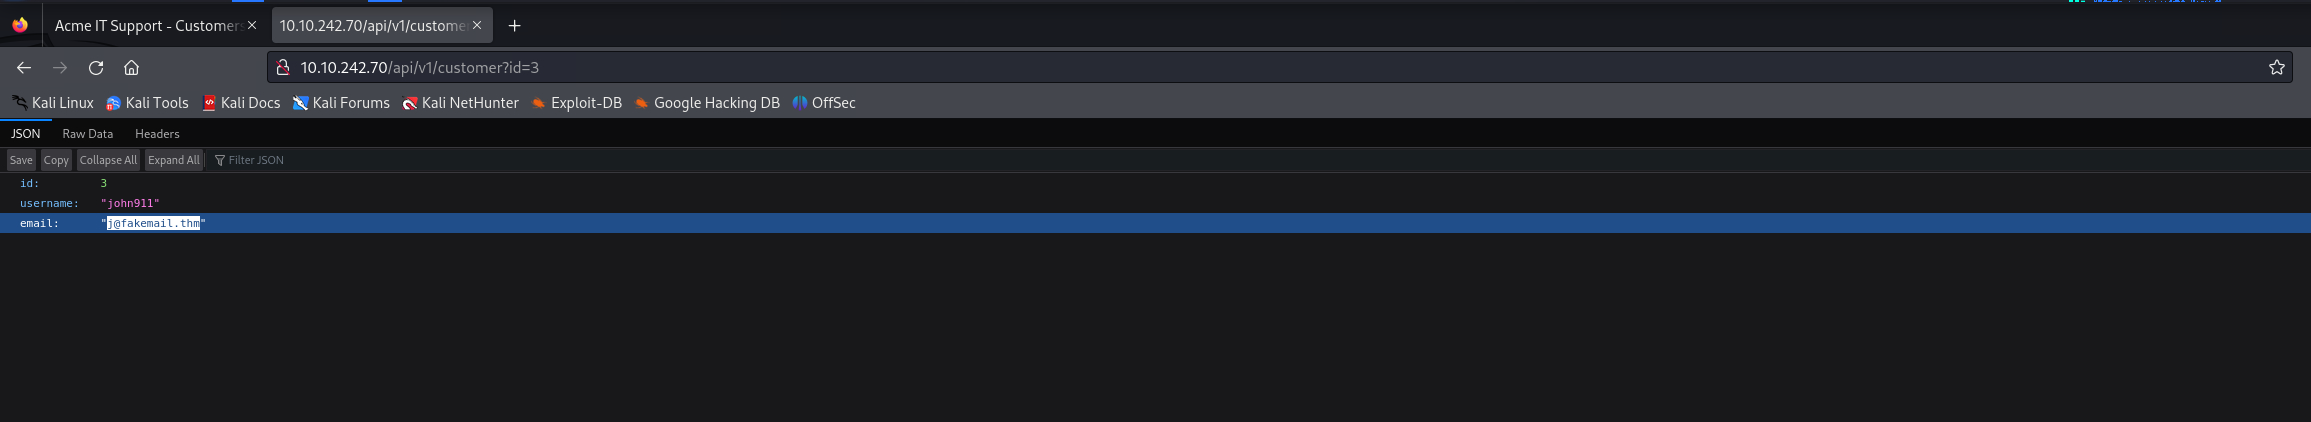 Acme IT Support - Customers
10.10.242.70/api/v1/custome
10.10.242.70/api/v1/customer?id=3
Kali Linux Kali Tools Kali Docs Kali Forums Kali NetHunter Exploit-DB Google Hacking DB OffSec
JSON Raw Data Headers
Save Copy Collapse All Expand All Filter JSON
id: 3
username: "john911"
email: "j@fakemail.thm"